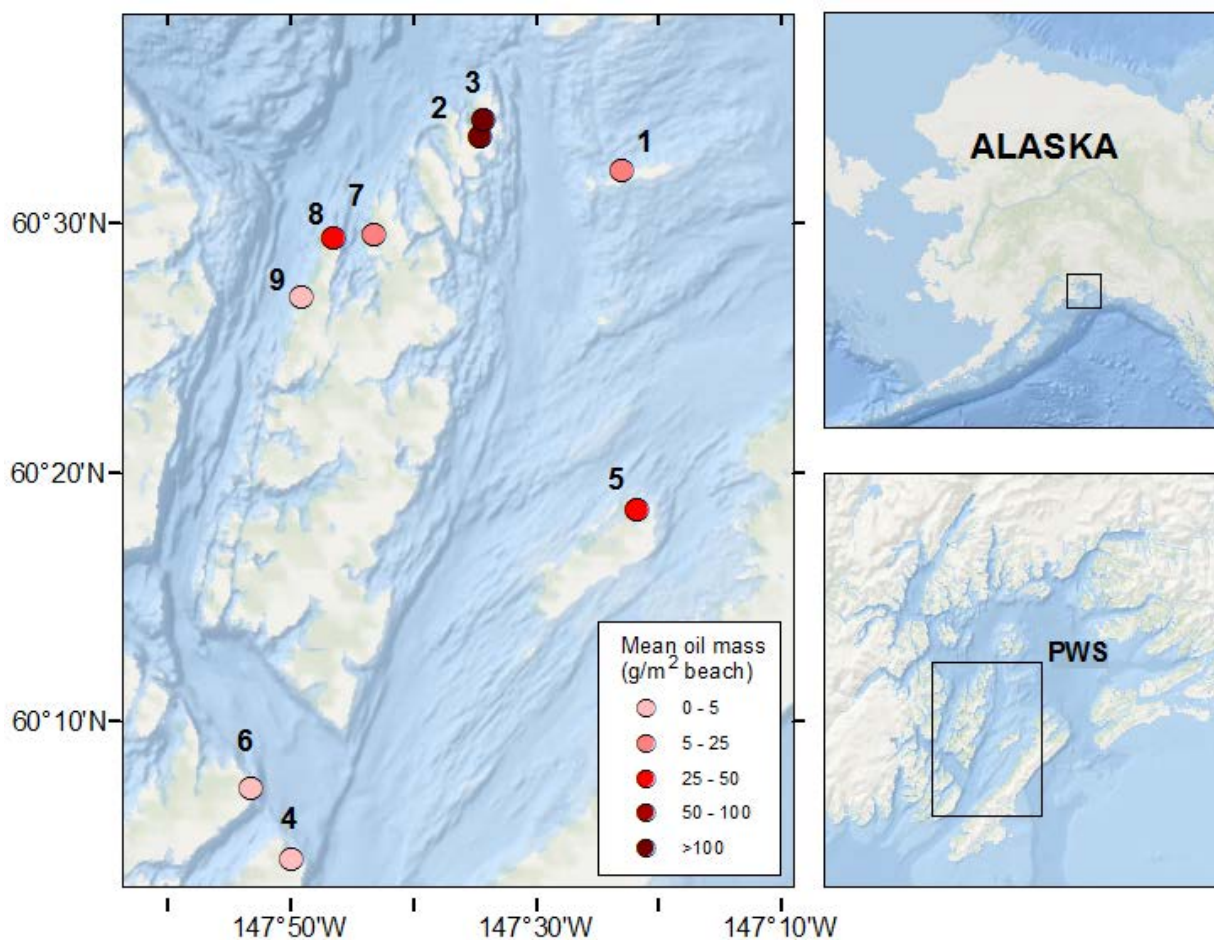 3
2
1
ALASKA
60°30'N
7
8
9
60°20'N
5
PWS
Mean oil mass
(g/m² beach)
0 - 5
5 - 25
25 - 50
50 - 100
>100
60°10'N
6
4
147°50'W
147°30'W
147°10'W